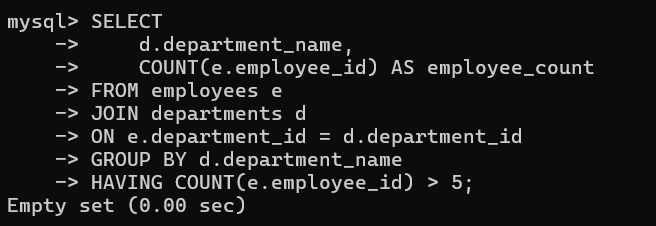 mysql> SELECT
    ->     d.department_name,
    ->     COUNT(e.employee_id) AS employee_count
    -> FROM employees e
    -> JOIN departments d
    -> ON e.department_id = d.department_id
    -> GROUP BY d.department_name
    -> HAVING COUNT(e.employee_id) > 5;
Empty set (0.00 sec)